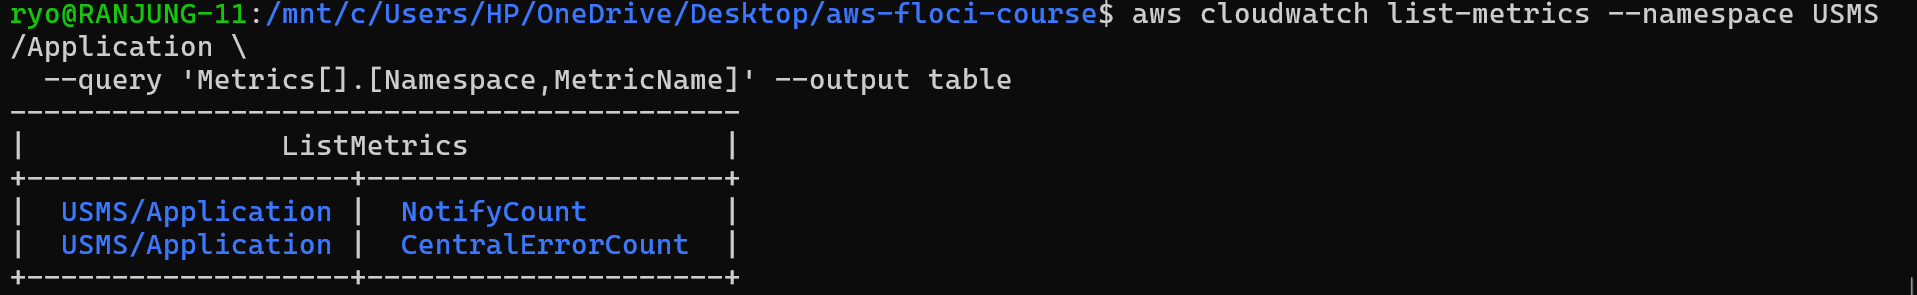 ryo@RANJUNG-11:/mnt/c/Users/HP/OneDrive/Desktop/aws-floci-course$ aws cloudwatch list-metrics --namespace USMS
/Application \
  --query 'Metrics[].[Namespace,MetricName]' --output table
-------------------------------------------
|               ListMetrics               |
+-------------------+---------------------+
|  USMS/Application |  NotifyCount        |
|  USMS/Application |  CentralErrorCount  |
+-------------------+---------------------+